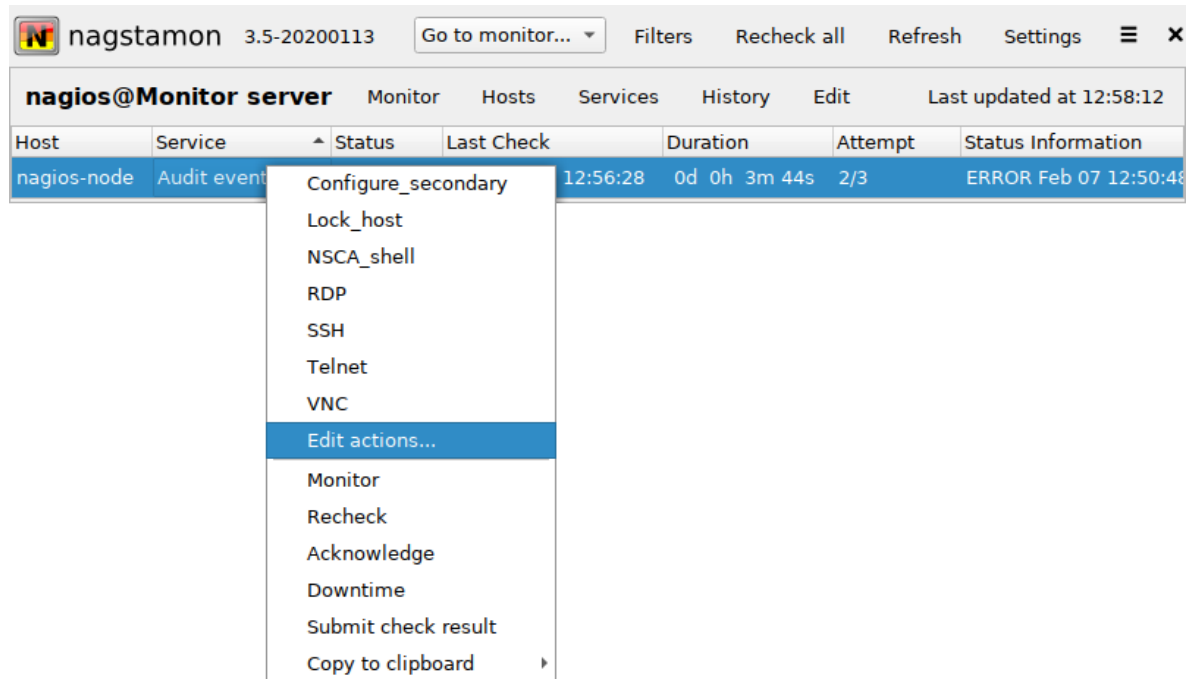 N nagstamon 3.5-20200113 Go to monitor... Filters Recheck all Refresh Settings
nagios@Monitor server Monitor Hosts Services History Edit Last updated at 12:58:12
Host Service Status Last Check Duration Attempt Status Information
nagios-node Audit event 12:56:28 0d 0h 3m 44s 2/3 ERROR Feb 07 12:50:48
Configure_secondary
Lock_host
NSCA_shell
RDP
SSH
Telnet
VNC
Edit actions...
Monitor
Recheck
Acknowledge
Downtime
Submit check result
Copy to clipboard